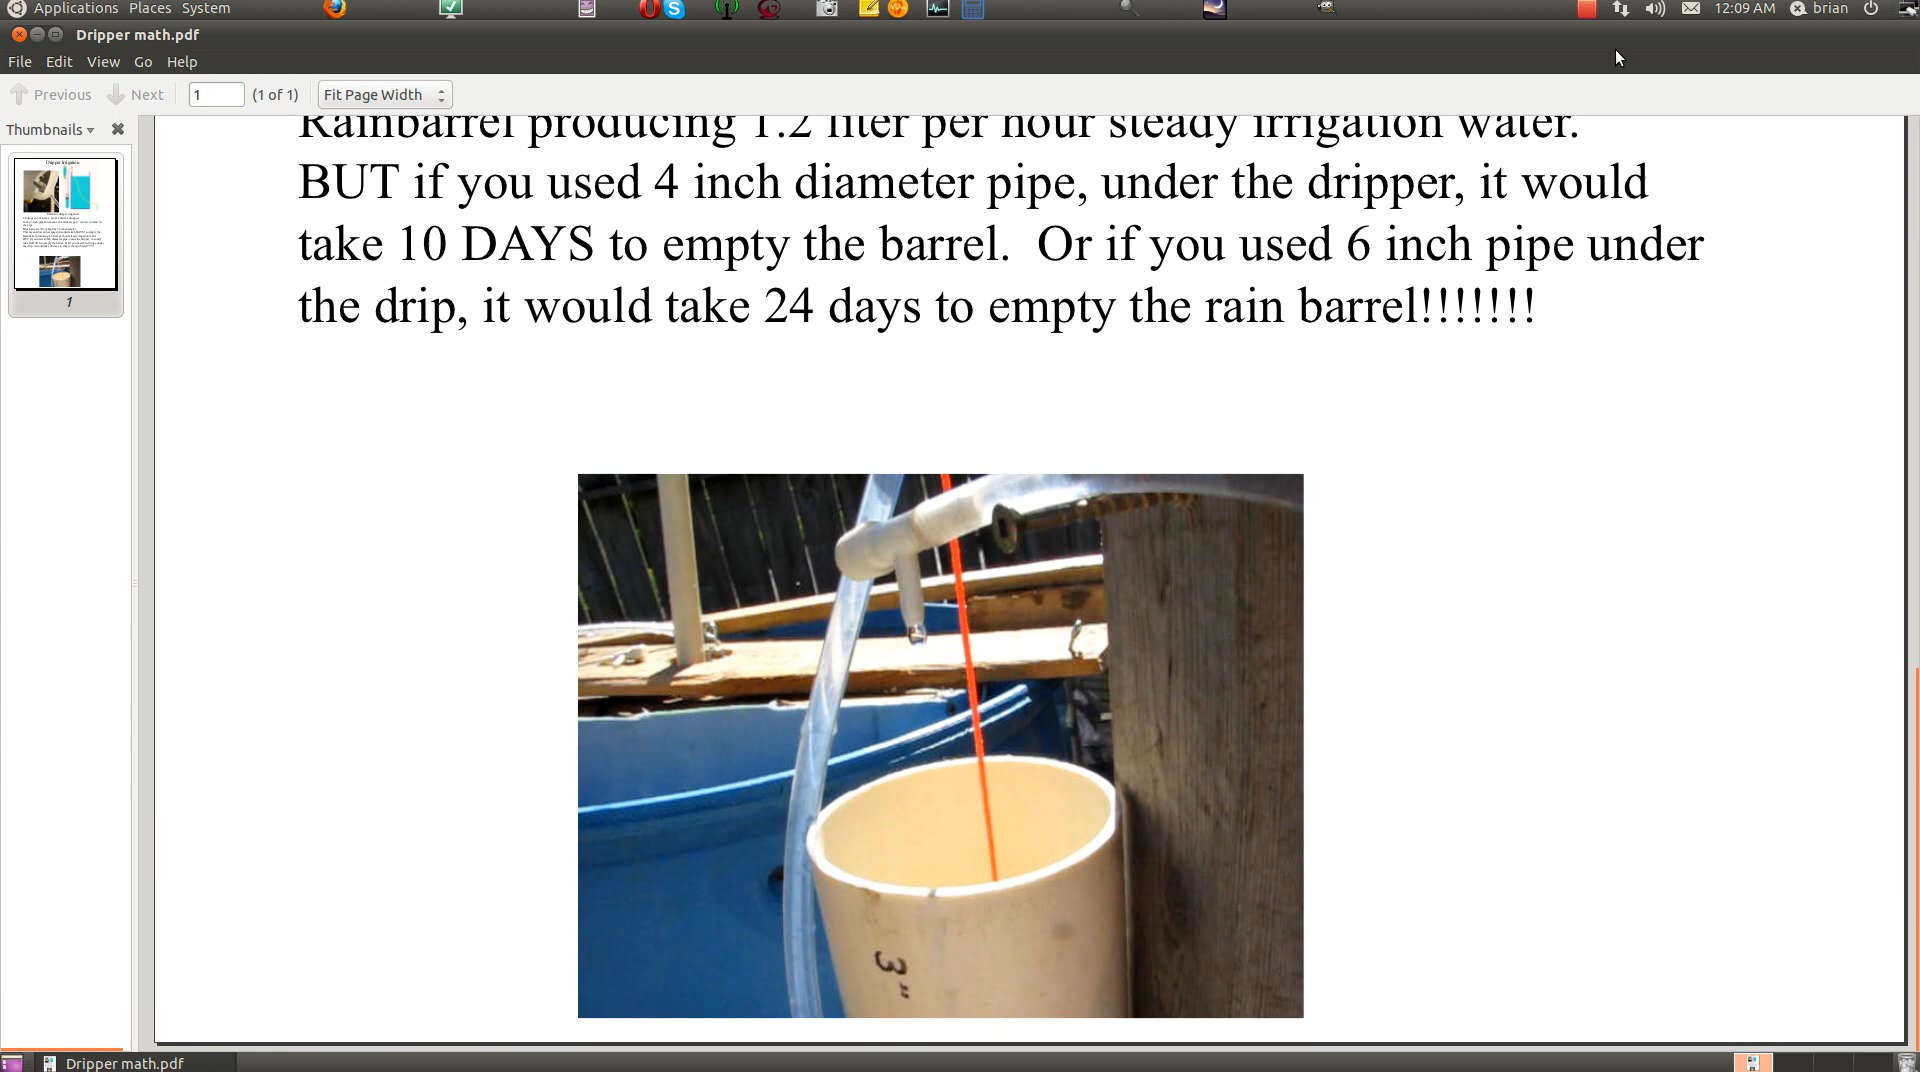 Applications Places System
12:09 AM brian
Dripper math.pdf
File Edit View Go Help
Previous Next 1 (1 of 1) Fit Page Width
Thumbnails
Rainbarrel producing 1.2 liter per hour steady irrigation water.
BUT if you used 4 inch diameter pipe, under the dripper, it would
take 10 DAYS to empty the barrel. Or if you used 6 inch pipe under
the drip, it would take 24 days to empty the rain barrel!!!!!!!
Dripper Irrigation
1
3"
Dripper math.pdf